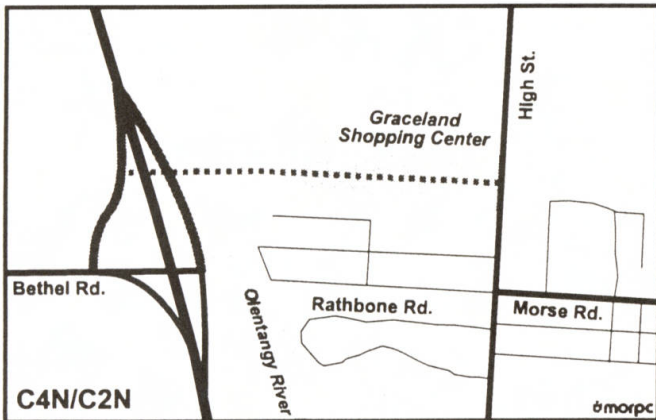 High St.
Graceland
Shopping Center
Bethel Rd.
Rathbone Rd.
Morse Rd.
Olentangy River
C4N/C2N
morpc